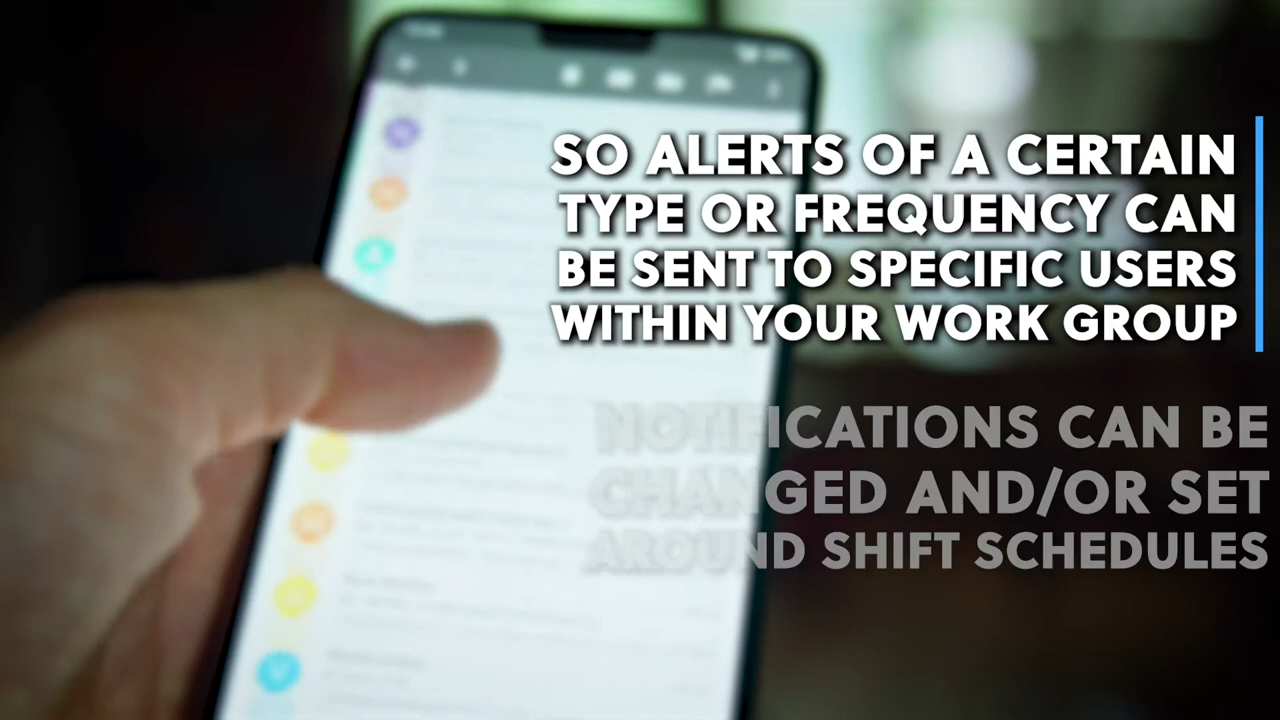 SO ALERTS OF A CERTAIN
TYPE OR FREQUENCY CAN
BE SENT TO SPECIFIC USERS
WITHIN YOUR WORK GROUP
NOTIFICATIONS CAN BE
CHANGED AND/OR SET
AROUND SHIFT SCHEDULES